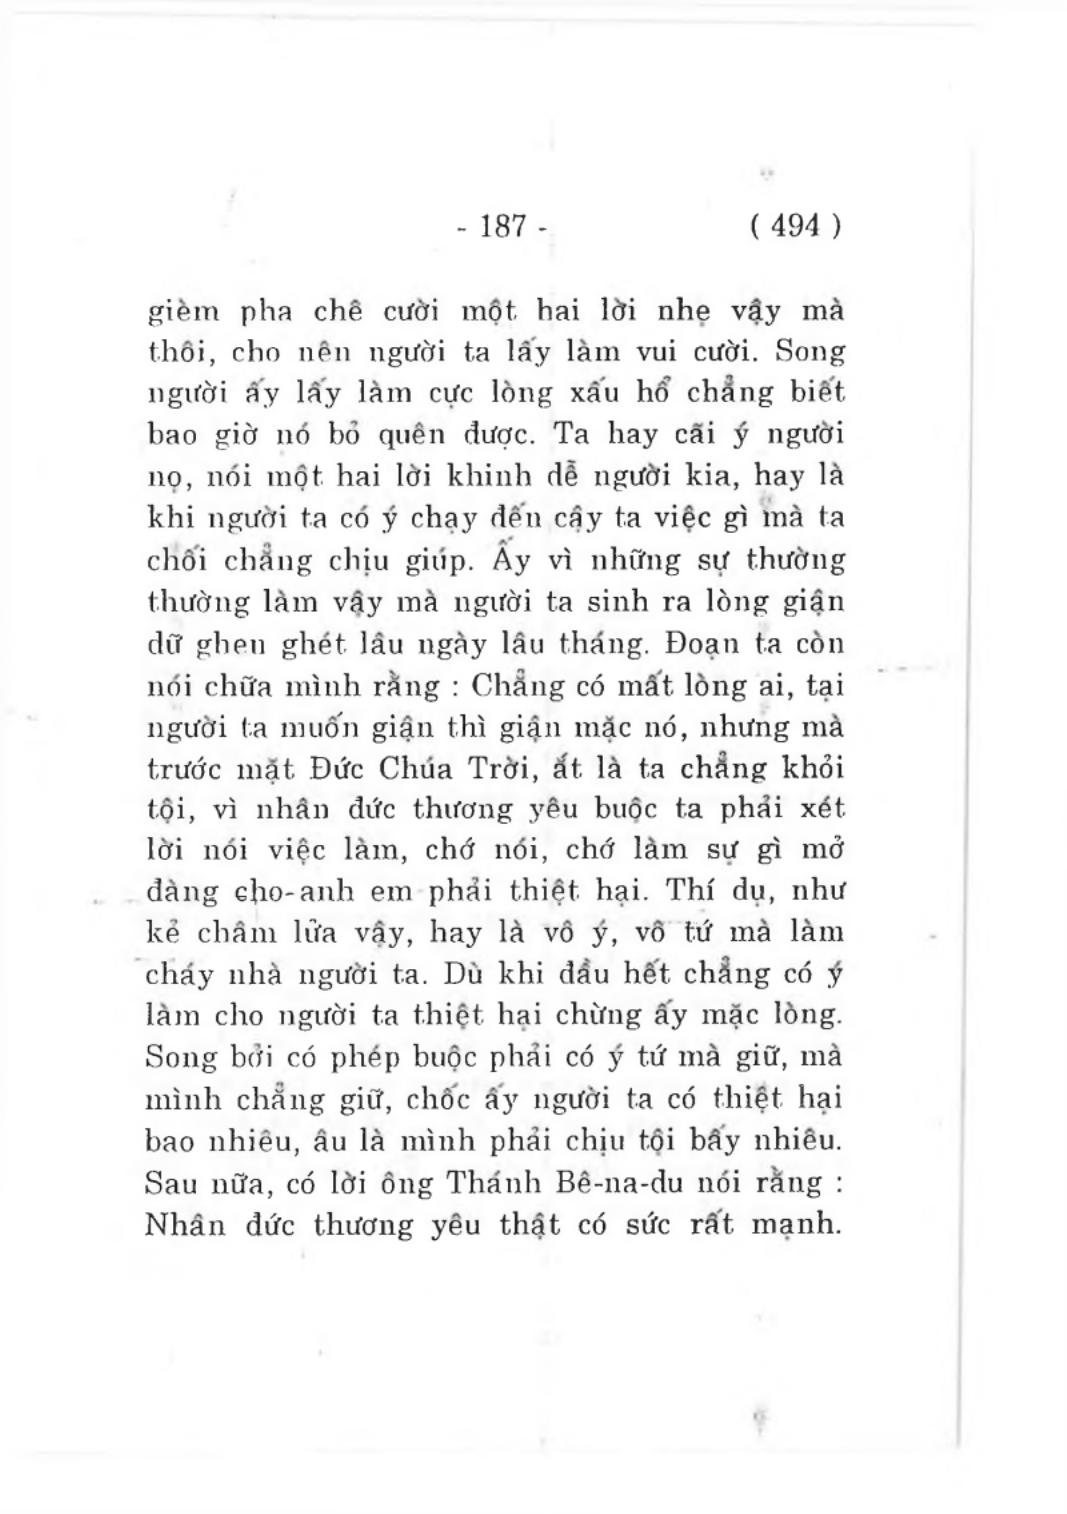 - 187 - ( 494 )
gièm pha chê cười một hai lời nhẹ vậy mà
thôi, cho nên người ta lấy làm vui cười. Song
người ấy lấy làm cực lòng xấu hổ chẳng biết
bao giờ nó bỏ quên được. Ta hay cãi ý người
nọ, nói một hai lời khinh dễ người kia, hay là
khi người ta có ý chạy đến cậy ta việc gì mà ta
chối chẳng chịu giúp. Ấy vì những sự thường
thường làm vậy mà người ta sinh ra lòng giận
dữ ghen ghét lâu ngày lâu tháng. Đoạn ta còn
nói chữa mình rằng : Chẳng có mất lòng ai, tại
người ta muốn giận thì giận mặc nó, nhưng mà
trước mặt Đức Chúa Trời, ắt là ta chẳng khỏi
tội, vì nhân đức thương yêu buộc ta phải xét
lời nói việc làm, chớ nói, chớ làm sự gì mở
đàng cho anh em phải thiệt hại. Thí dụ, như
kẻ châm lửa vậy, hay là vô ý, vô tứ mà làm
cháy nhà người ta. Dù khi đầu hết chẳng có ý
làm cho người ta thiệt hại chừng ấy mặc lòng.
Song bởi có phép buộc phải có ý tứ mà giữ, mà
mình chẳng giữ, chốc ấy người ta có thiệt hại
bao nhiêu, âu là mình phải chịu tội bấy nhiêu.
Sau nữa, có lời ông Thánh Bê-na-du nói rằng :
Nhân đức thương yêu thật có sức rất mạnh.